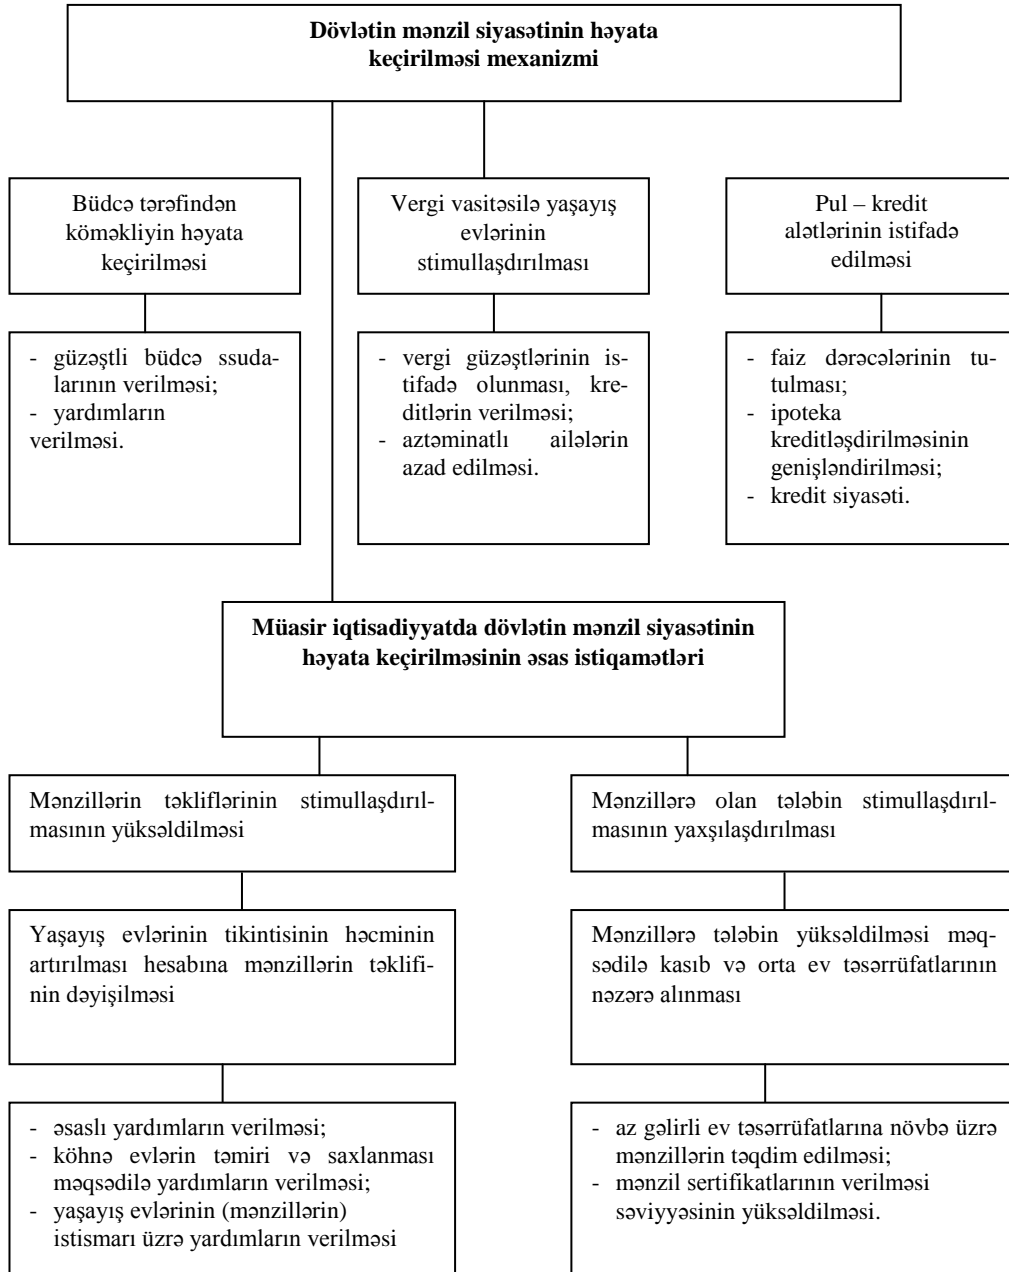 Dövlətin mənzil siyasətinin həyata
keçirilməsi mexanizmi
Büdcə tərəfindən
köməkliyin həyata
keçirilməsi
Vergi vasitəsilə yaşayış
evlərinin
stimullaşdırılması
Pul – kredit
alətlərinin istifadə
edilməsi
- güzəştli büdcə ssuda-
larının verilməsi;
- yardımların
verilməsi.
- vergi güzəştlərinin is-
tifadə olunması, kre-
ditlərin verilməsi;
- aztəminatlı ailələrin
azad edilməsi.
- faiz dərəcələrinin tu-
tulması;
- ipoteka
kreditləşdirilməsinin
genişləndirilməsi;
- kredit siyasəti.
Müasir iqtisadiyyatda dövlətin mənzil siyasətinin
həyata keçirilməsinin əsas istiqamətləri
Mənzillərin təkliflərinin stimullaşdırıl-
masının yüksəldilməsi
Mənzillərə olan tələbin stimullaşdırıl-
masının yaxşılaşdırılması
Yaşayış evlərinin tikintisinin həcminin
artırılması hesabına mənzillərin təklifi-
nin dəyişilməsi
Mənzillərə tələbin yüksəldilməsi məq-
sədilə kasıb və orta ev təsərrüfatlarının
nəzərə alınması
- əsaslı yardımların verilməsi;
- köhnə evlərin təmiri və saxlanması
məqsədilə yardımların verilməsi;
- yaşayış evlərinin (mənzillərin)
istismarı üzrə yardımların verilməsi
- az gəlirli ev təsərrüfatlarına növbə üzrə
mənzillərin təqdim edilməsi;
- mənzil sertifikatlarının verilməsi
səviyyəsinin yüksəldilməsi.